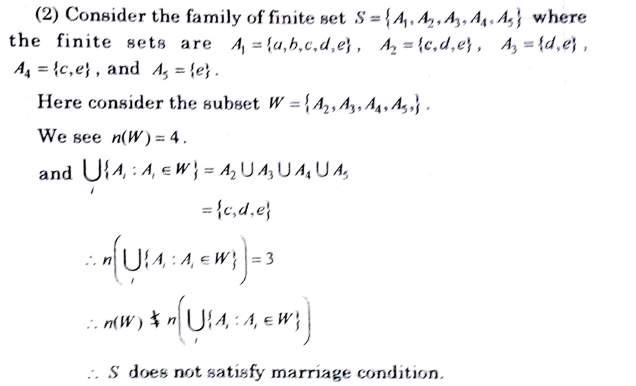 (2) Consider the family of finite set S = {A₁, A₂, A₃, A₄, A₅} where
the finite sets are A₁ = {a,b,c,d,e}, A₂ = {c,d,e}, A₃ = {d,e},
A₄ = {c,e}, and A₅ = {e}.
Here consider the subset W = {A₂, A₃, A₄, A₅,}.
We see n(W) = 4.
and ⋃ᵢ{Aᵢ : Aᵢ ∈ W} = A₂ ⋃ A₃ ⋃ A₄ ⋃ A₅
= {c,d,e}
∴ n(⋃ᵢ{Aᵢ : Aᵢ ∈ W}) = 3
∴ n(W) ≰ n(⋃ᵢ{Aᵢ : Aᵢ ∈ W})
∴ S does not satisfy marriage condition.